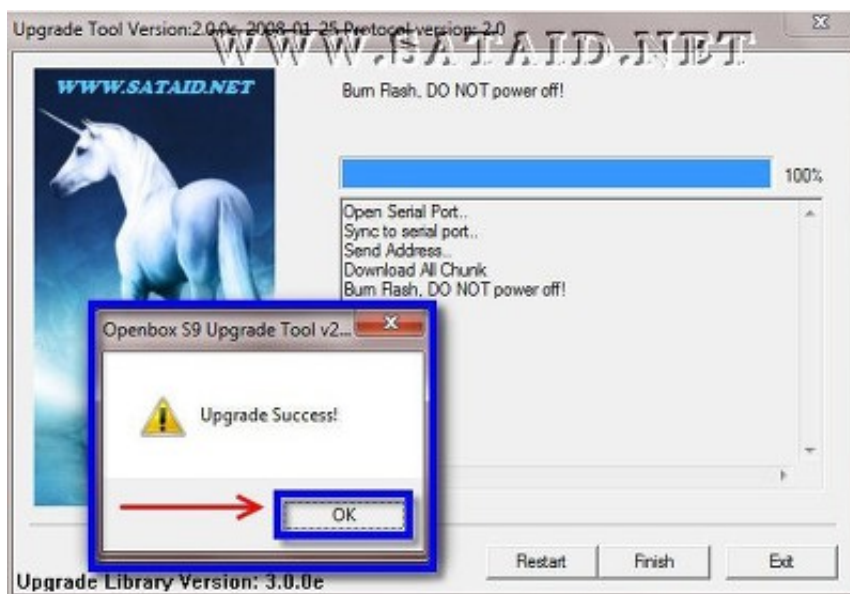 Upgrade Tool Version:2.0.0c, 2008-01-25 Protocol version: 2.0
WWW.SATAID.NET
WWW.SATAID.NET
Burn Flash, DO NOT power off!
100%
Open Serial Port..
Sync to serial port..
Send Address..
Download All Chunk
Burn Flash, DO NOT power off!
Openbox S9 Upgrade Tool v2...
Upgrade Success!
OK
Restart
Finish
Exit
Upgrade Library Version: 3.0.0e